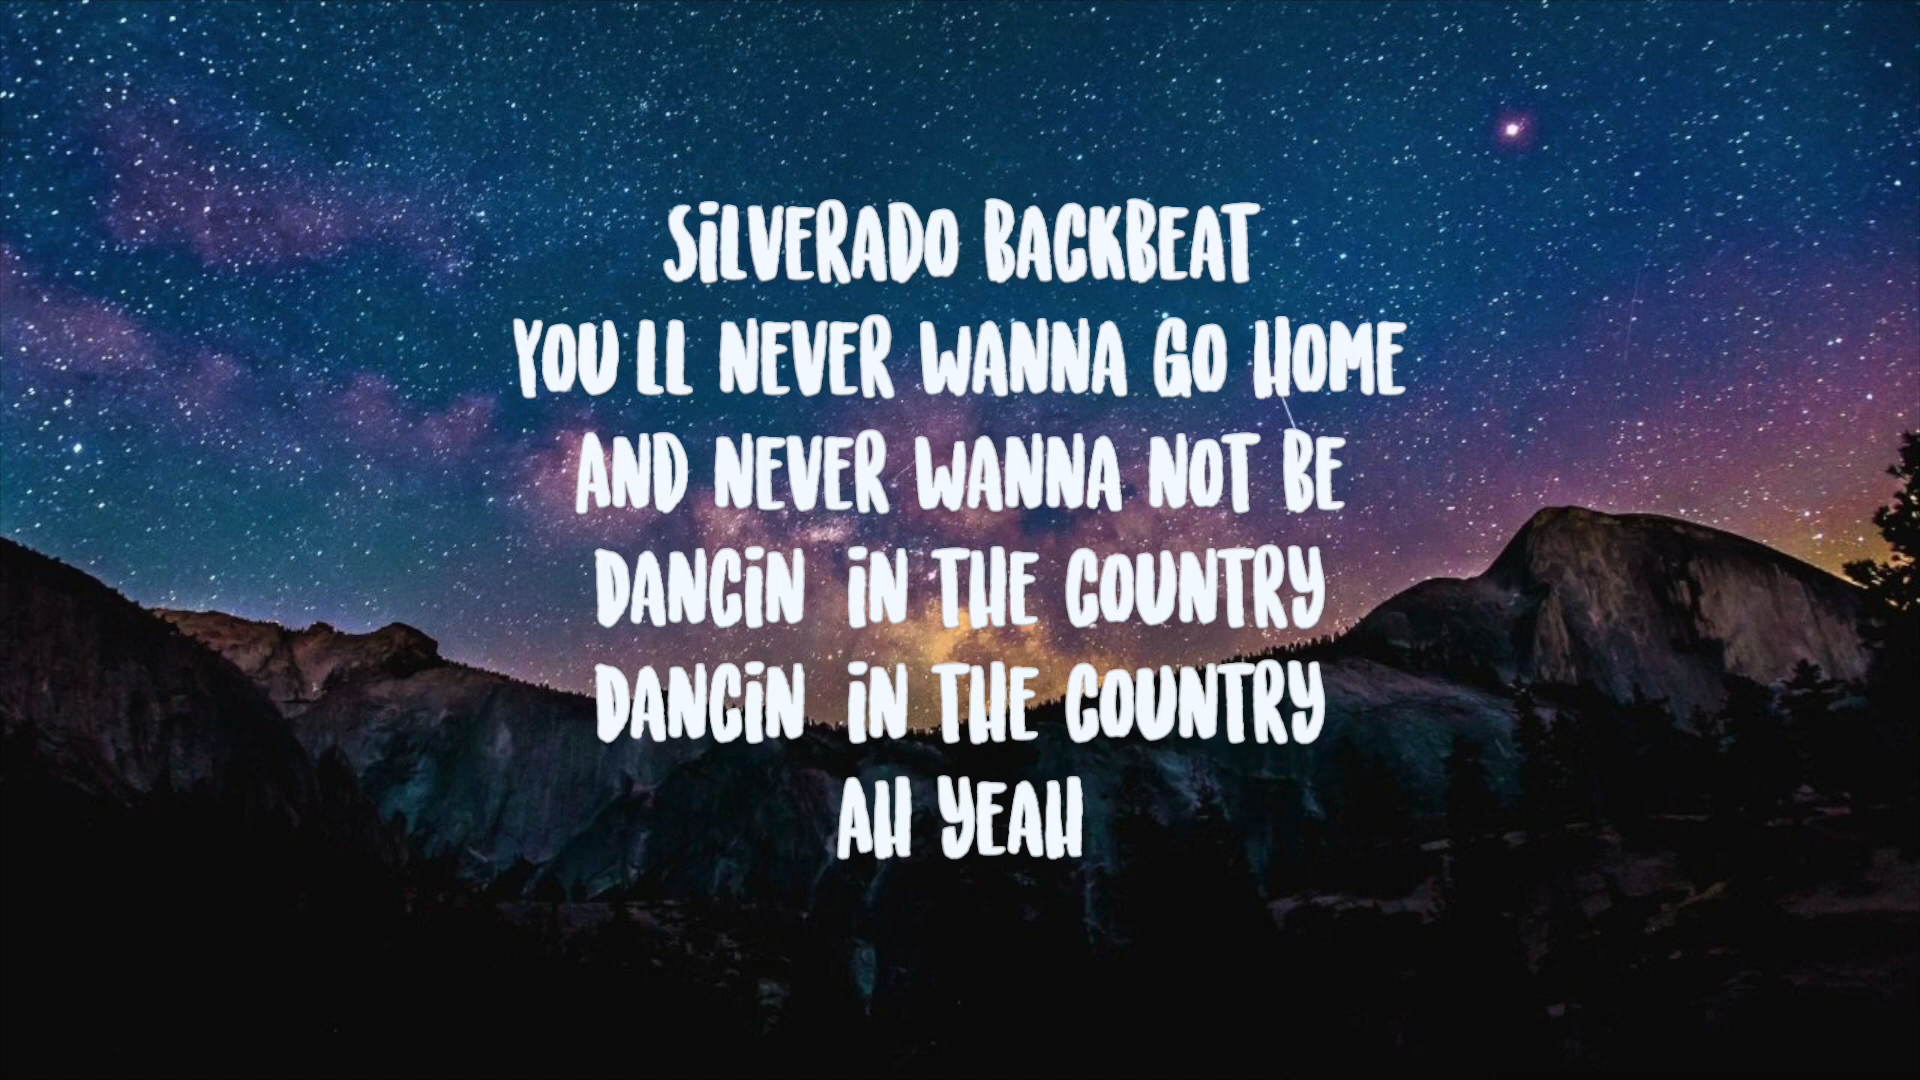 SiLVERADO BACKBEAT
YOU LL NEVER WANNA GO HOME
AND NEVER WANNA NOT BE
DANCiN iN THE COUNTRY
DANCiN iN THE COUNTRY
AH YEAH